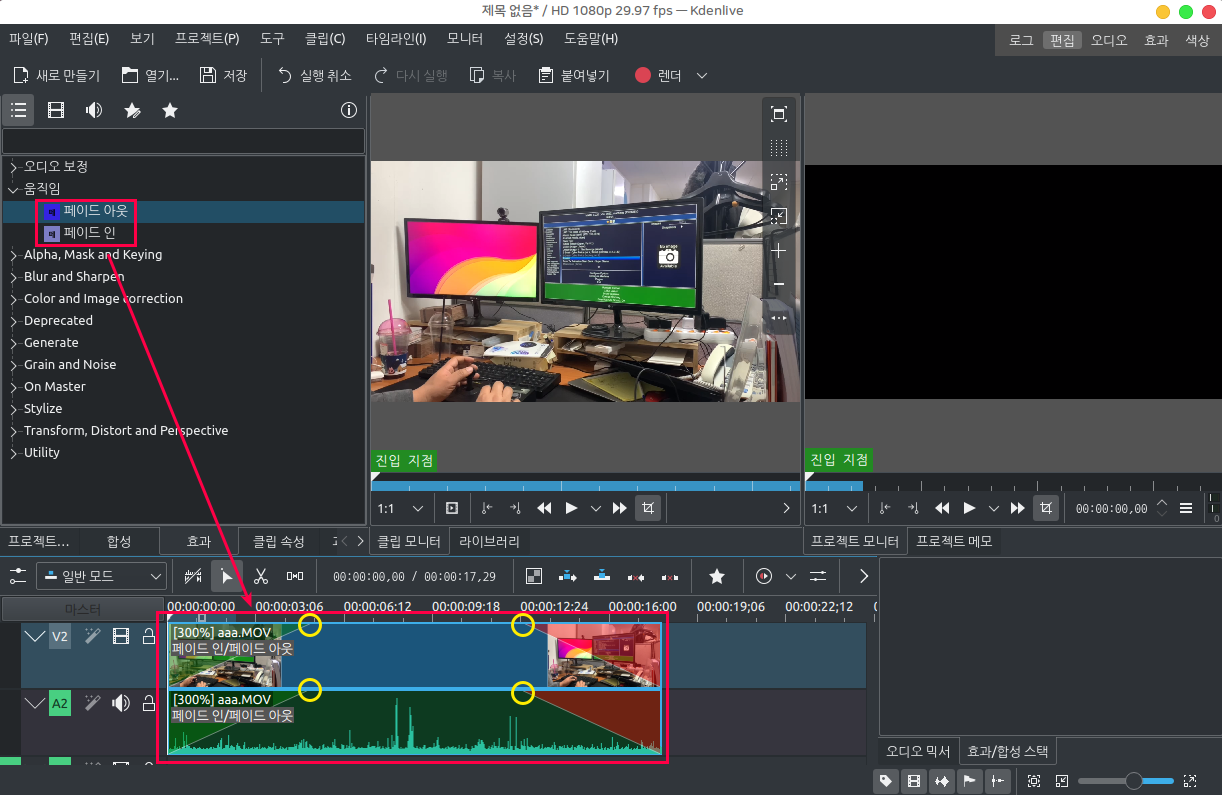 제목 없음* / HD 1080p 29.97 fps — Kdenlive
파일(F) 편집(E) 보기 프로젝트(P) 도구 클립(C) 타임라인(I) 모니터 설정(S) 도움말(H)
로그 편집 오디오 효과 색상
새로 만들기 열기... 저장 실행 취소 다시 실행 복사 붙여넣기 렌더
오디오 보정
움직임
페이드 아웃
페이드 인
Alpha, Mask and Keying
Blur and Sharpen
Color and Image correction
Deprecated
Generate
Grain and Noise
On Master
Stylize
Transform, Distort and Perspective
Utility
No Image
Available
진입 지점
진입 지점
1:1
1:1 00:00:00,00
프로젝트... 합성 효과 클립 속성
클립 모니터 라이브러리
프로젝트 모니터 프로젝트 메모
일반 모드 00:00:00,00 / 00:00:17,29
마스터
00:00:00:00 00:00:03;06 00:00:06;12 00:00:09;18 00:00:12;24 00:00:16;00 00:00:19;06 00:00:22;12
V2
[300%] aaa.MOV
페이드 인/페이드 아웃
A2
[300%] aaa.MOV
페이드 인/페이드 아웃
오디오 믹서 효과/합성 스택